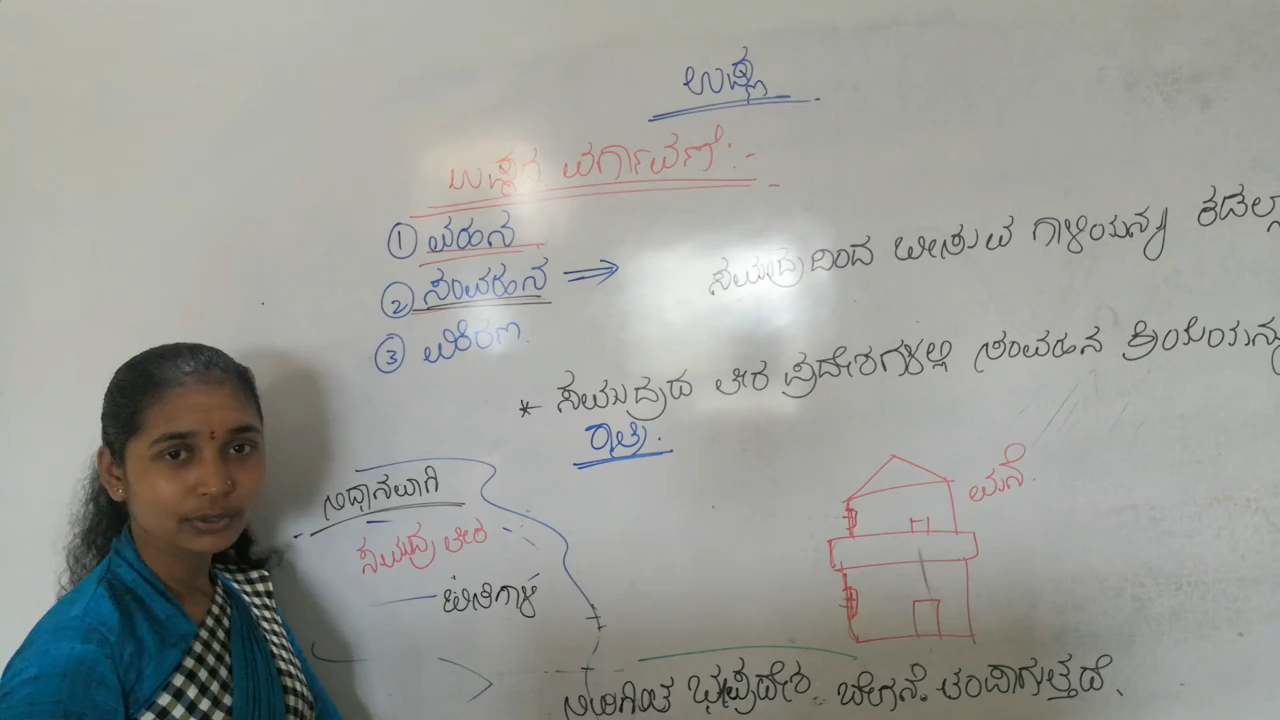 ಉಷ್ಣ
ಉಷ್ಣದ ವರ್ಗಾವಣೆ :-
① ವಹನ
② ಸಂವಹನ ⇒
③ ವಿಕಿರಣ
ಸಮುದ್ರದಿಂದ ಬೀಸುವ ಗಾಳಿಯನ್ನು ಕಡಲ
* ಸಮುದ್ರದ ತೀರ ಪ್ರದೇಶಗಳಲ್ಲಿ ಸಂವಹನ ಕ್ರಿಯೆಯನ್ನು
ರಾತ್ರಿ.
ನಿಧಾನವಾಗಿ
ಸಮುದ್ರ ತೀರ
ಬಿಸಿಗಾಳಿ
ಮನೆ.
ಭೂಪ್ರದೇಶ ಬೇಗನೆ ತಂಪಾಗುತ್ತದೆ.